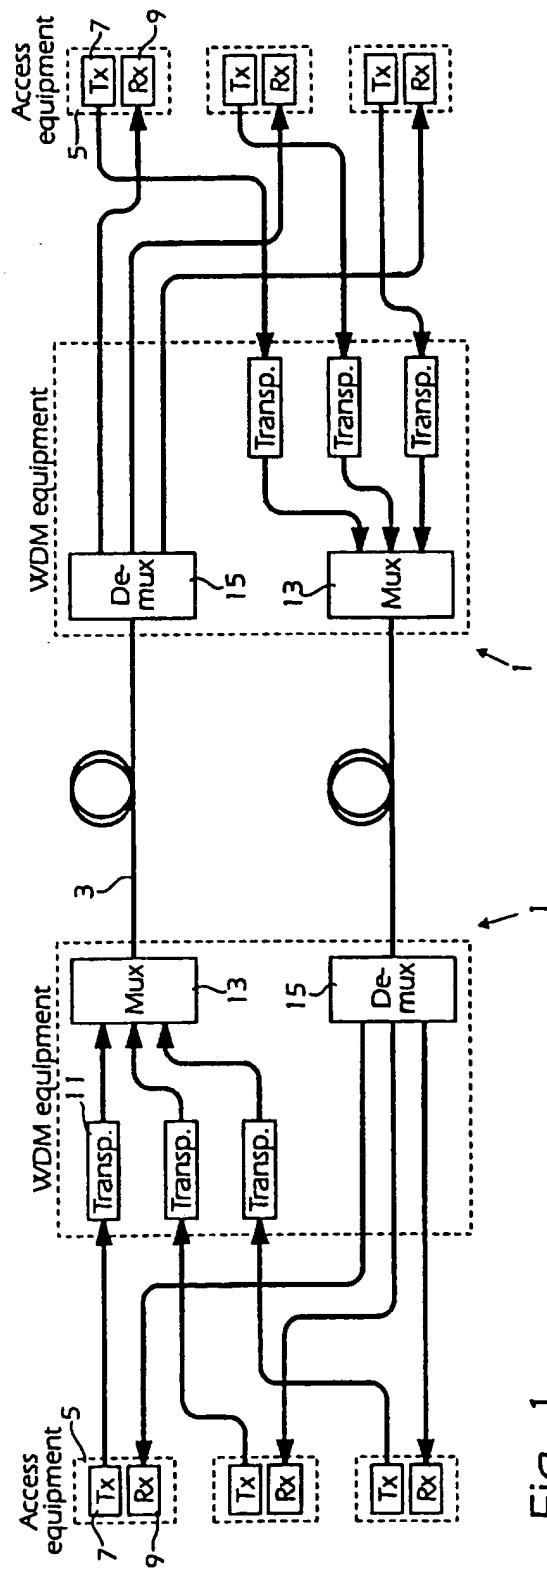 Access
equipment
5
7
Tx
Rx
9
Tx
Rx
Tx
Rx
WDM equipment
11
Transp.
Transp.
Transp.
Mux
13
15
De-
mux
3
1
1
WDM equipment
De-
mux
15
13
Mux
Transp.
Transp.
Transp.
Access
equipment
5
7
Tx
9
Rx
Tx
Rx
Tx
Rx
Fig. 1